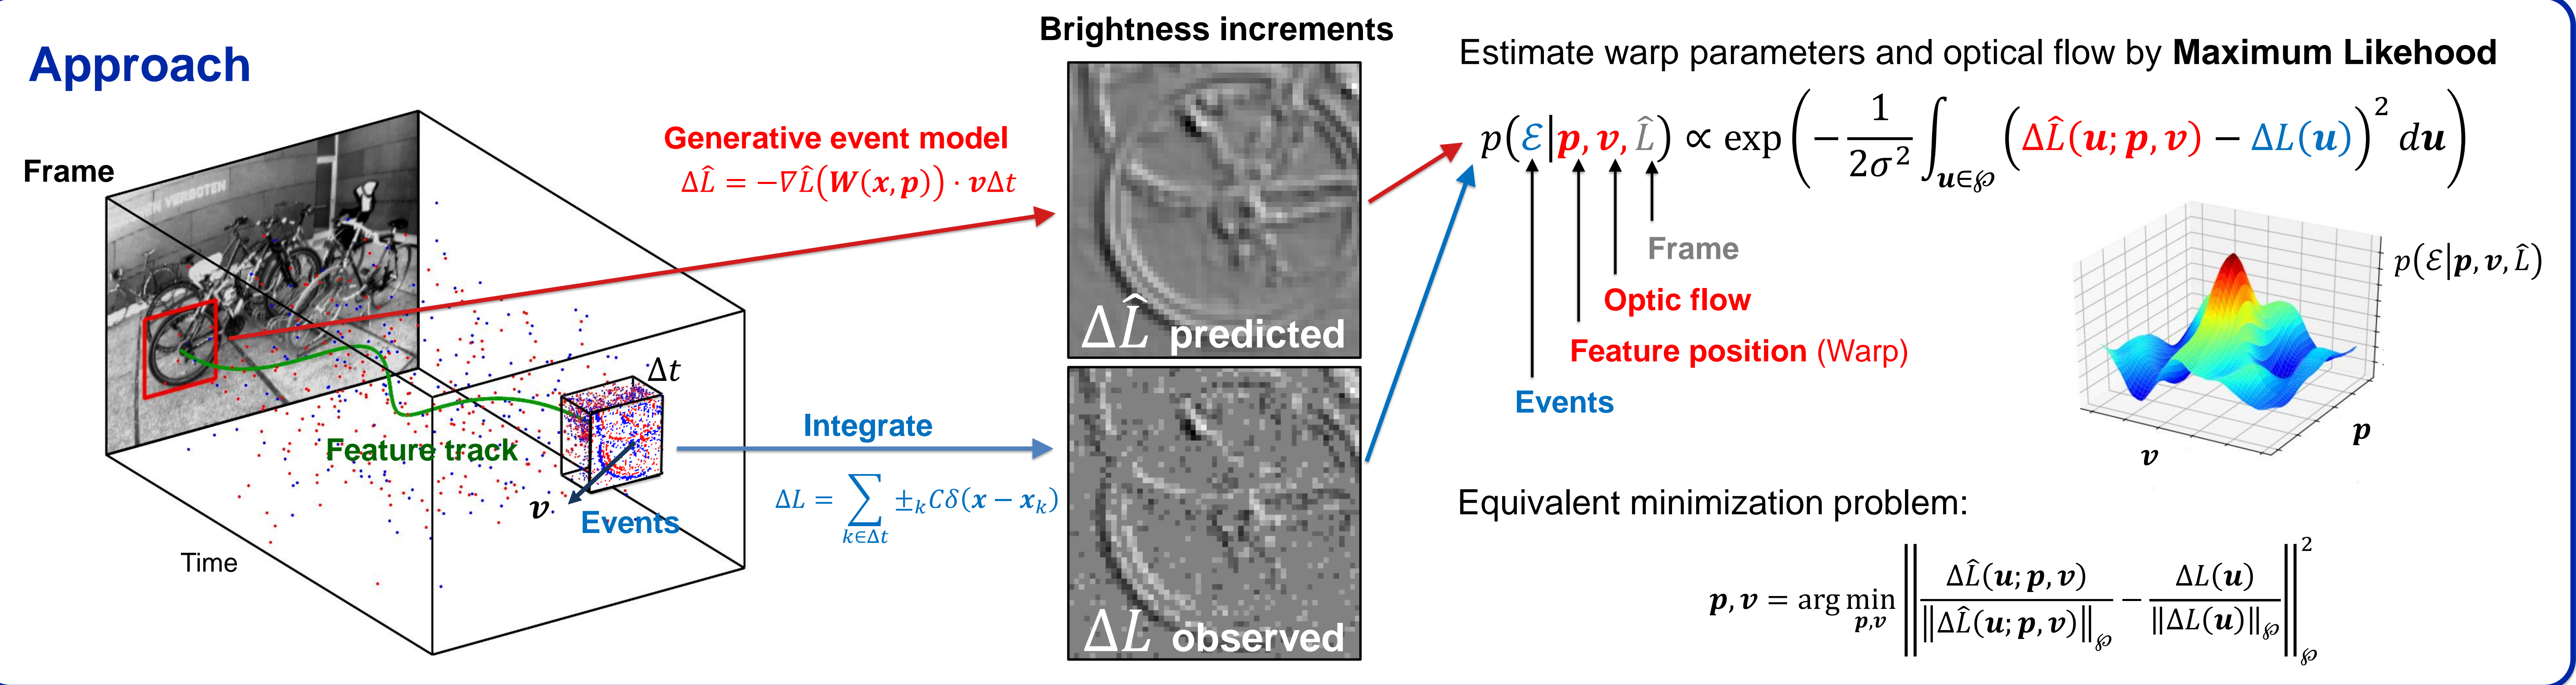 Approach
Frame
EN VERBOTEN
Feature track
Δt
v
Events
Time
Generative event model
ΔL̂ = −∇L̂(W(x, p)) · vΔt
Integrate
ΔL = ∑_{k∈Δt} ±_k Cδ(x − x_k)
Brightness increments
ΔL̂ predicted
ΔL observed
Estimate warp parameters and optical flow by Maximum Likehood
p(ℰ|p, v, L̂) ∝ exp(−1/(2σ²) ∫_{u∈℘} (ΔL̂(u; p, v) − ΔL(u))² du)
Frame
Optic flow
Feature position (Warp)
Events
p(ℰ|p, v, L̂)
p
v
Equivalent minimization problem:
p, v = arg min_{p,v} ‖ΔL̂(u; p, v)/‖ΔL̂(u; p, v)‖_℘ − ΔL(u)/‖ΔL(u)‖_℘‖²_℘